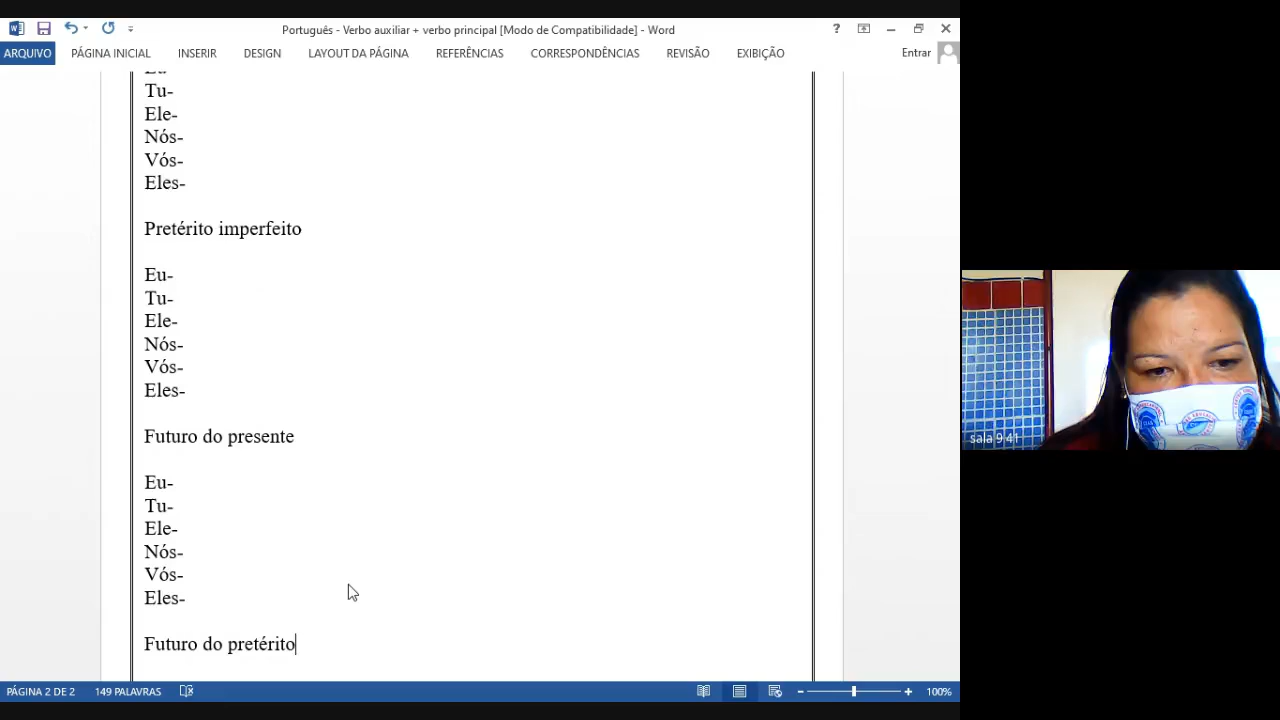 Português - Verbo auxiliar + verbo principal [Modo de Compatibilidade] - Word
?
ARQUIVO PÁGINA INICIAL INSERIR DESIGN LAYOUT DA PÁGINA REFERÊNCIAS CORRESPONDÊNCIAS REVISÃO EXIBIÇÃO Entrar
Tu-
Ele-
Nós-
Vós-
Eles-
Pretérito imperfeito
Eu-
Tu-
Ele-
Nós-
Vós-
Eles-
Futuro do presente
Eu-
Tu-
Ele-
Nós-
Vós-
Eles-
Futuro do pretérito
PÁGINA 2 DE 2 149 PALAVRAS 100%
sala 9 41